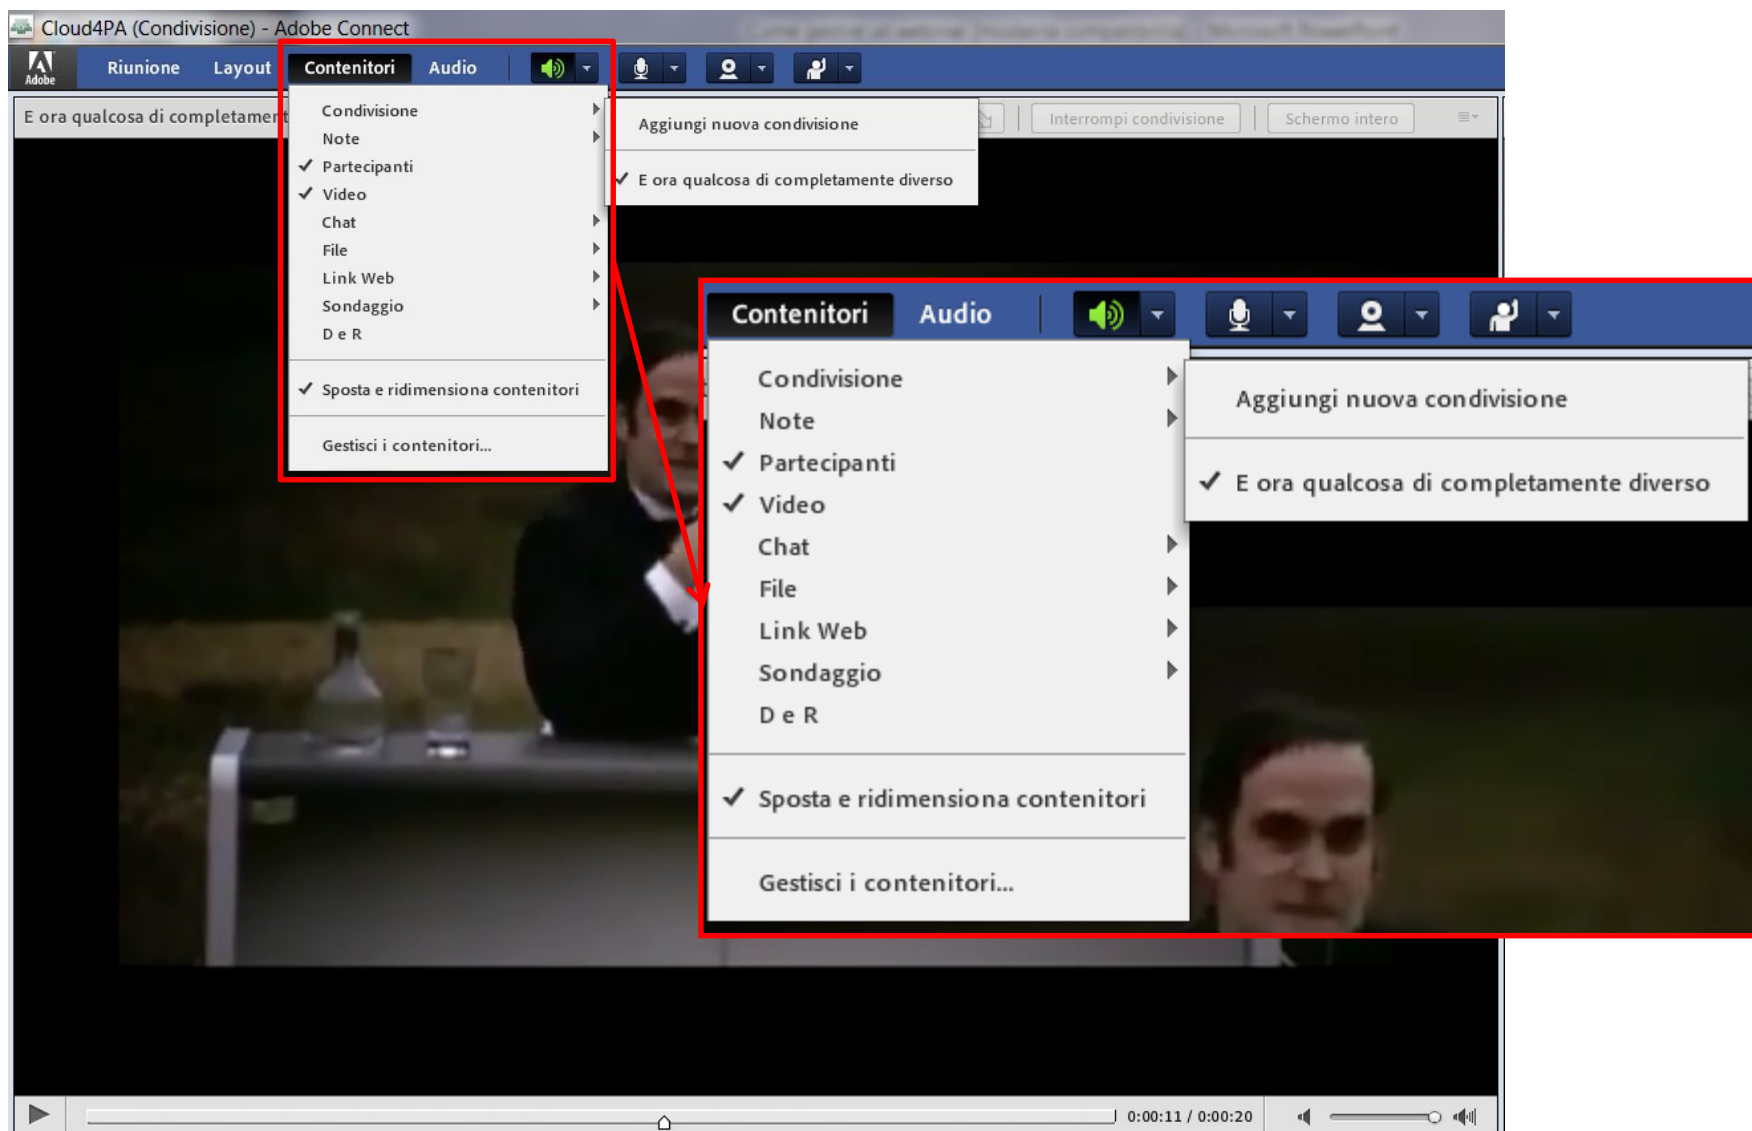 Cloud4PA (Condivisione) - Adobe Connect
Adobe Riunione Layout Contenitori Audio
E ora qualcosa di completament
Interrompi condivisione Schermo intero
Condivisione
Note
Partecipanti
Video
Chat
File
Link Web
Sondaggio
D e R
Sposta e ridimensiona contenitori
Gestisci i contenitori...
Aggiungi nuova condivisione
E ora qualcosa di completamente diverso
Contenitori Audio
Condivisione
Note
Partecipanti
Video
Chat
File
Link Web
Sondaggio
D e R
Sposta e ridimensiona contenitori
Gestisci i contenitori...
Aggiungi nuova condivisione
E ora qualcosa di completamente diverso
0:00:11 / 0:00:20